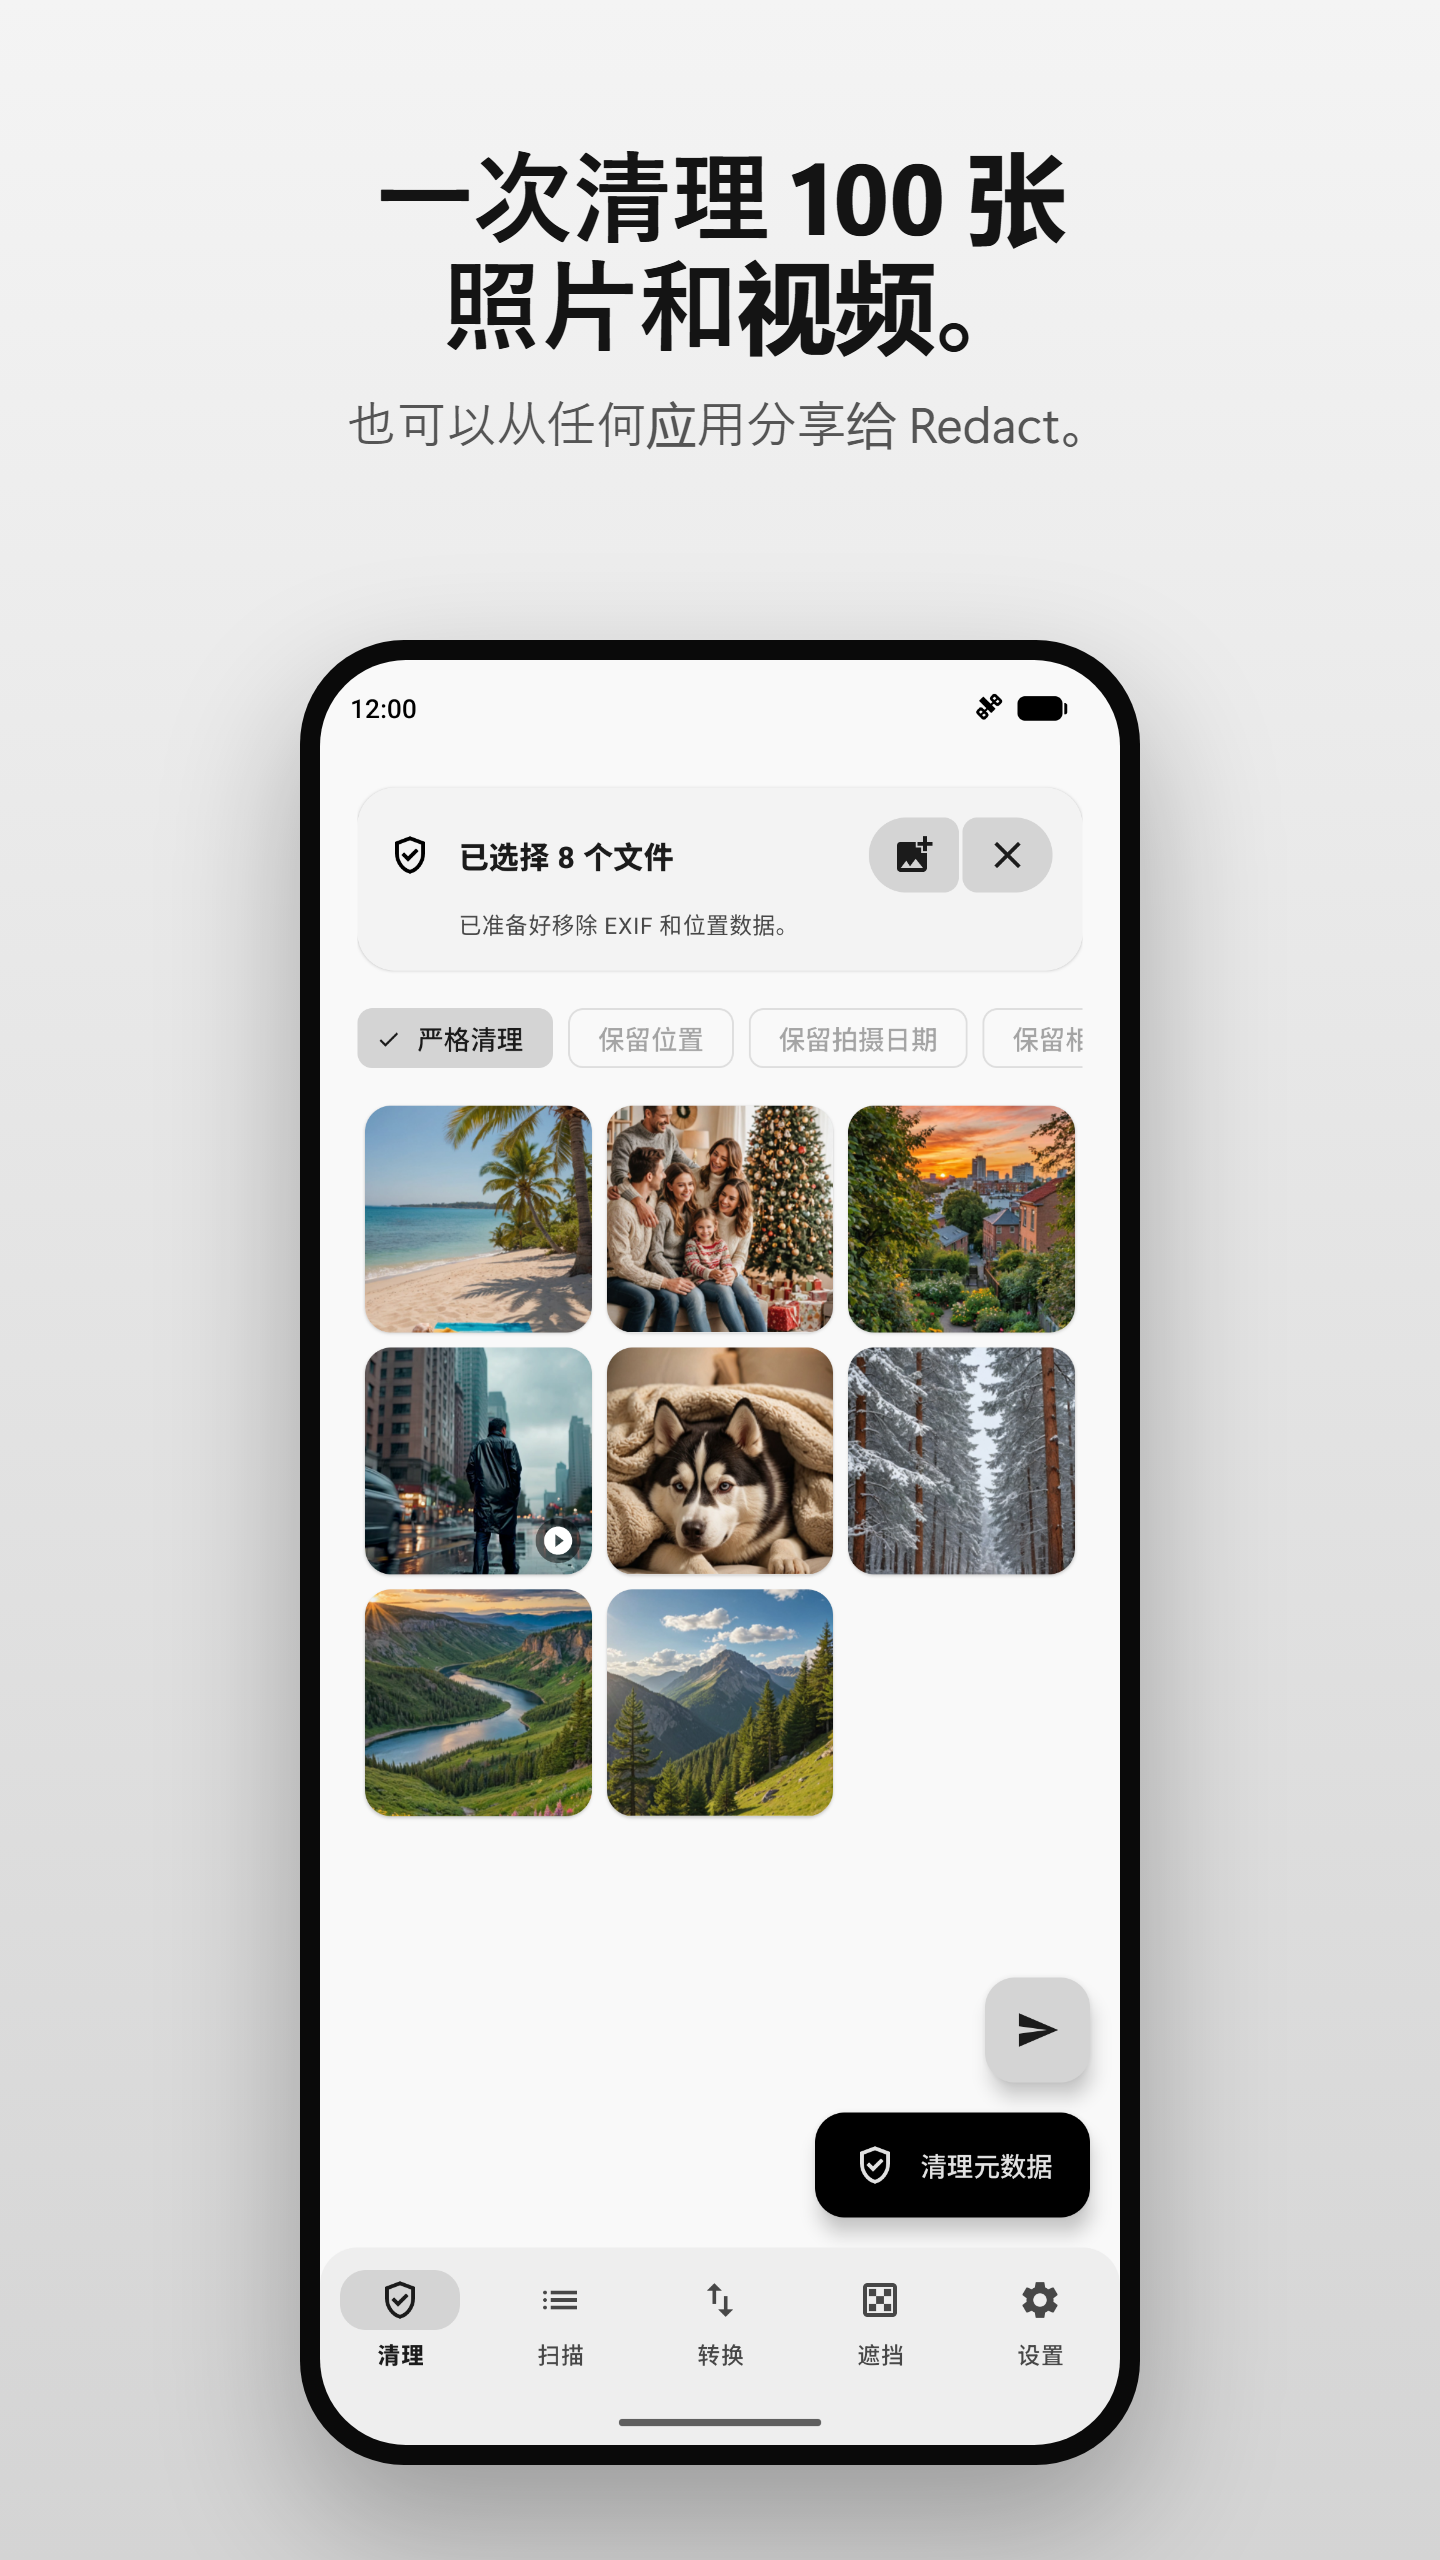 一次清理 100 张
照片和视频。
也可以从任何应用分享给 Redact。
12:00
已选择 8 个文件
已准备好移除 EXIF 和位置数据。
严格清理
保留位置
保留拍摄日期
保留相
清理元数据
清理
扫描
转换
遮挡
设置